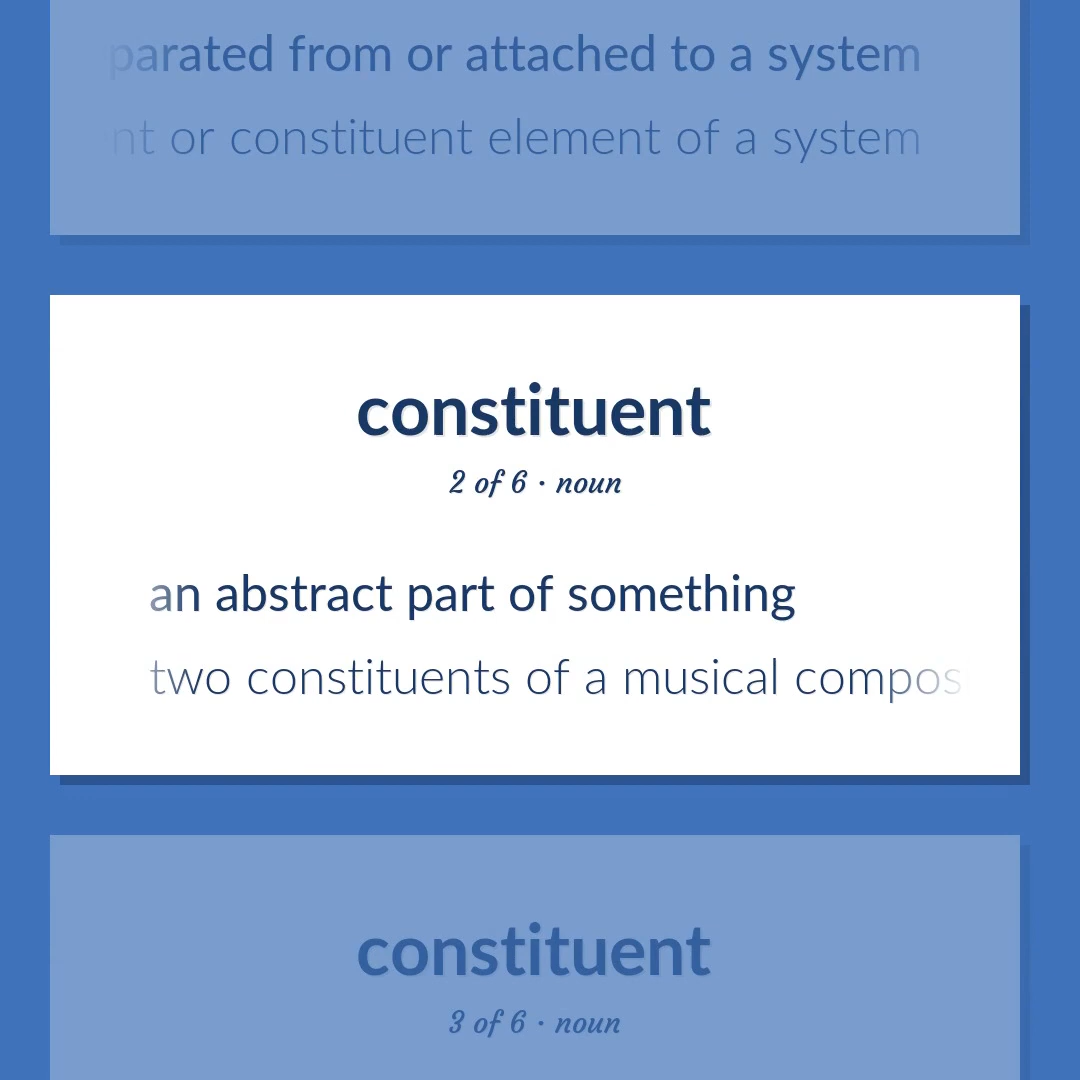 parated from or attached to a system
nt or constituent element of a system
constituent
2 of 6 · noun
an abstract part of something
two constituents of a musical compos
constituent
3 of 6 · noun